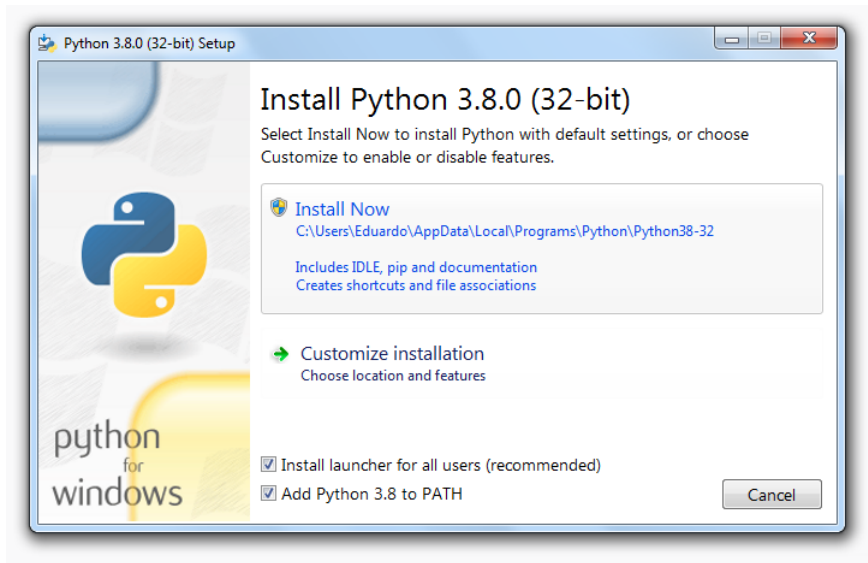 Python 3.8.0 (32-bit) Setup
Install Python 3.8.0 (32-bit)
Select Install Now to install Python with default settings, or choose
Customize to enable or disable features.
Install Now
C:\Users\Eduardo\AppData\Local\Programs\Python\Python38-32
Includes IDLE, pip and documentation
Creates shortcuts and file associations
Customize installation
Choose location and features
python
for
windows
Install launcher for all users (recommended)
Add Python 3.8 to PATH
Cancel